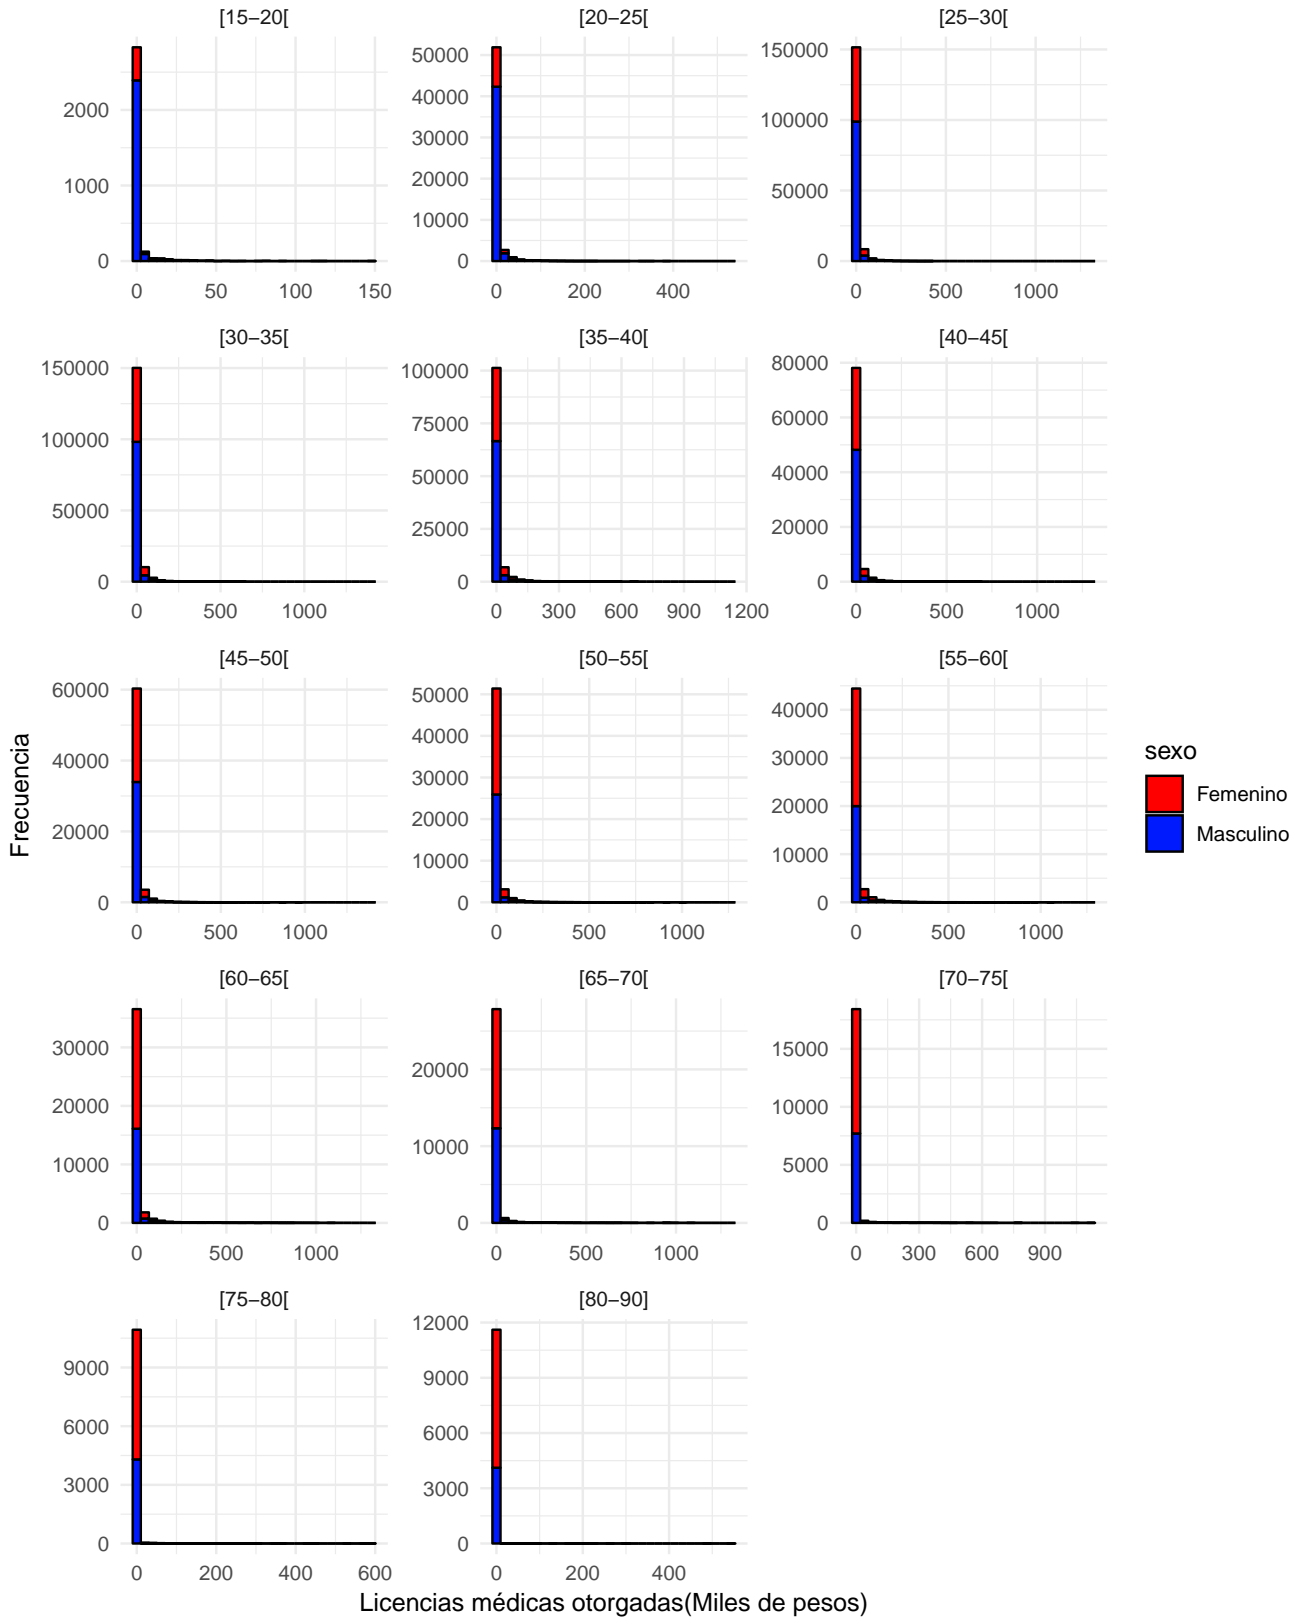 [15–20[ [20–25[ [25–30[
2000
1000
0
50000
40000
30000
20000
10000
0
150000
100000
50000
0
0 50 100 150
0 200 400
0 500 1000
[30–35[ [35–40[ [40–45[
150000
100000
50000
0
100000
75000
50000
25000
0
80000
60000
40000
20000
0
0 500 1000
0 300 600 900 1200
0 500 1000
[45–50[ [50–55[ [55–60[
60000
40000
20000
0
50000
40000
30000
20000
10000
0
40000
30000
20000
10000
0
0 500 1000
0 500 1000
0 500 1000
[60–65[ [65–70[ [70–75[
30000
20000
10000
0
20000
10000
0
15000
10000
5000
0
0 500 1000
0 500 1000
0 300 600 900
[75–80[ [80–90]
9000
6000
3000
0
12000
9000
6000
3000
0
0 200 400 600
0 200 400
Frecuencia
Licencias médicas otorgadas(Miles de pesos)
sexo
Femenino
Masculino